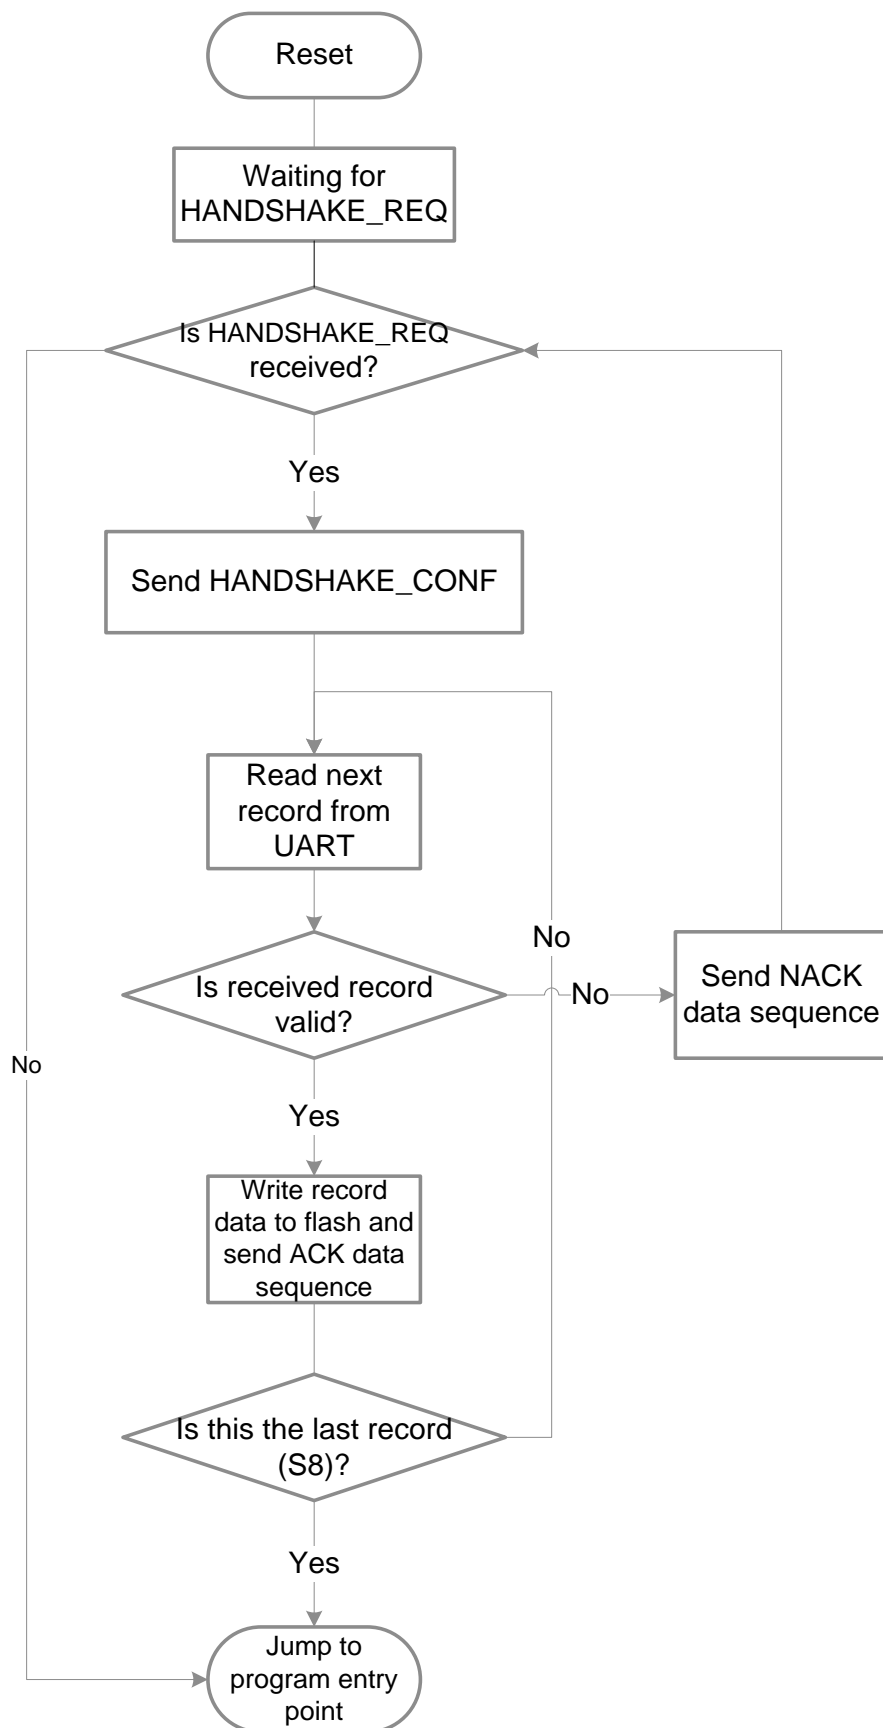 Reset
Waiting for
HANDSHAKE_REQ
Is HANDSHAKE_REQ
received?
Yes
Send HANDSHAKE_CONF
Read next
record from
UART
No
Is received record
valid?
No
Send NACK
data sequence
No
Yes
Write record
data to flash and
send ACK data
sequence
Is this the last record
(S8)?
Yes
Jump to
program entry
point